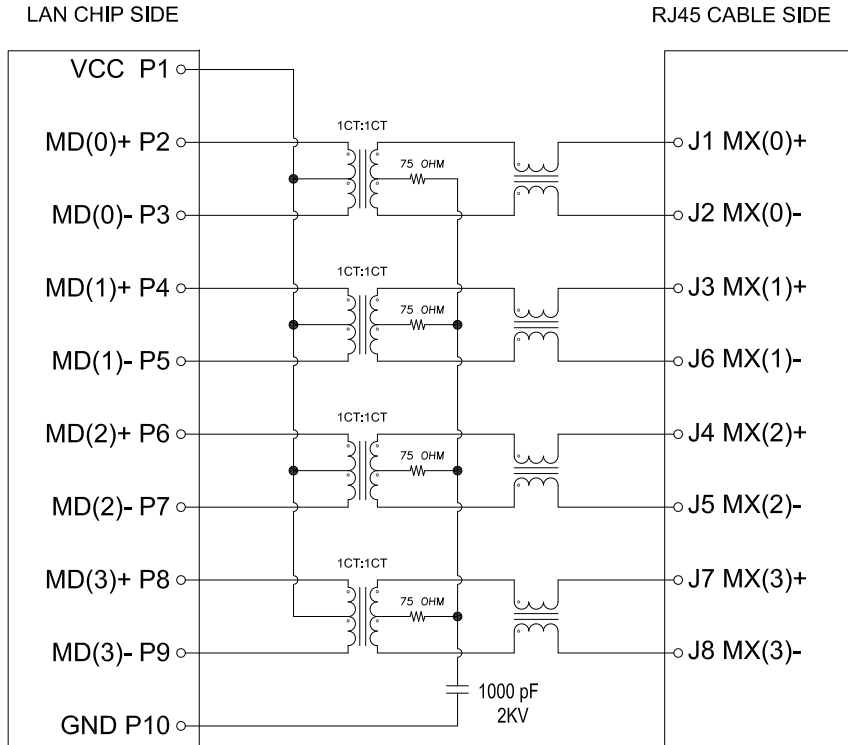 LAN CHIP SIDE
RJ45 CABLE SIDE
VCC P1
1CT:1CT
MD(0)+ P2
J1 MX(0)+
75 OHM
MD(0)- P3
J2 MX(0)-
1CT:1CT
MD(1)+ P4
J3 MX(1)+
75 OHM
MD(1)- P5
J6 MX(1)-
1CT:1CT
MD(2)+ P6
J4 MX(2)+
75 OHM
MD(2)- P7
J5 MX(2)-
1CT:1CT
MD(3)+ P8
J7 MX(3)+
75 OHM
MD(3)- P9
J8 MX(3)-
1000 pF
2KV
GND P10